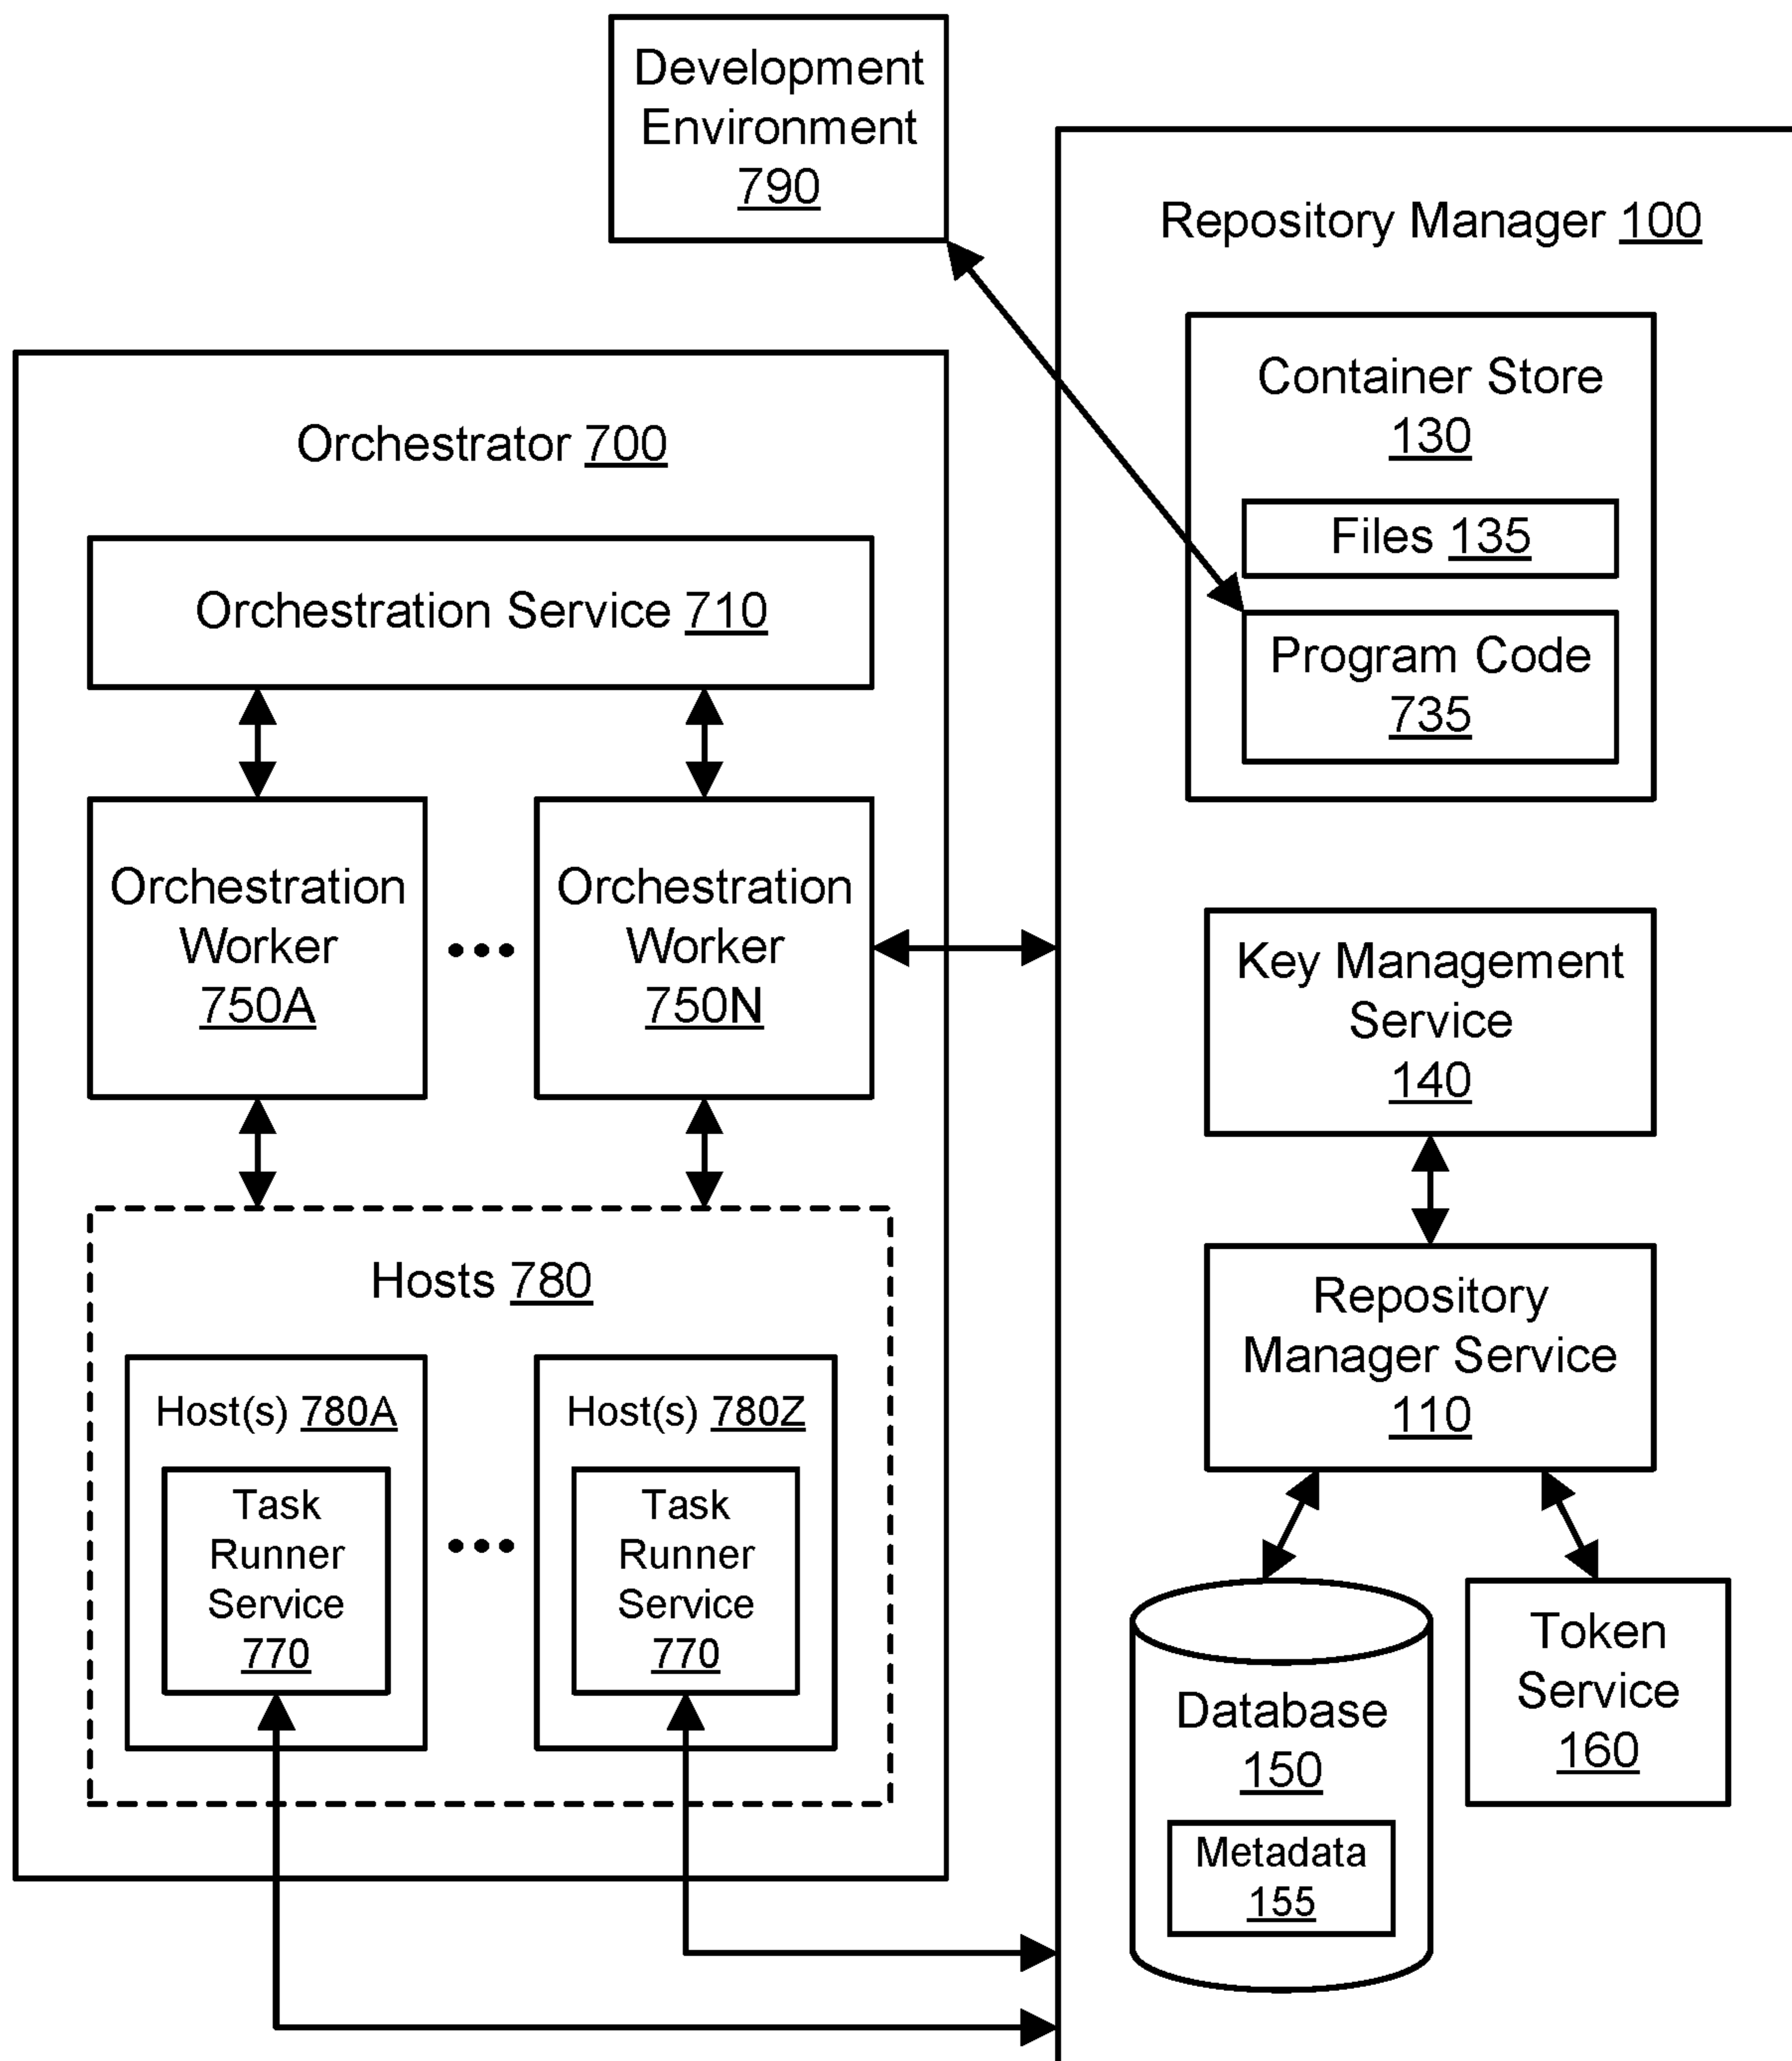 Development
Environment
790
Repository Manager 100
Container Store
130
Files 135
Program Code
735
Orchestrator 700
Orchestration Service 710
Orchestration
Worker
750A
Orchestration
Worker
750N
Key Management
Service
140
Repository
Manager Service
110
Hosts 780
Host(s) 780A
Task
Runner
Service
770
Host(s) 780Z
Task
Runner
Service
770
Database
150
Metadata
155
Token
Service
160